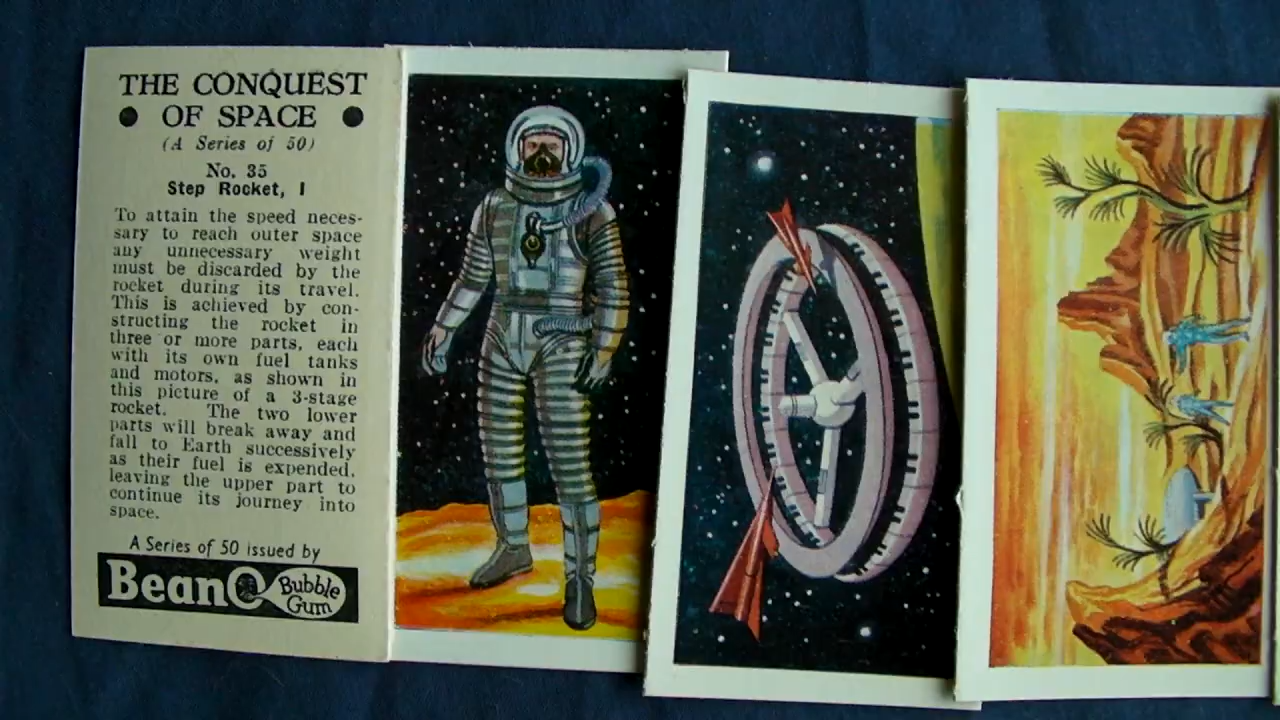 THE CONQUEST
OF SPACE
(A Series of 50)
No. 35
Step Rocket, 1
To attain the speed neces-
sary to reach outer space
any unnecessary weight
must be discarded by the
rocket during its travel.
This is achieved by con-
structing the rocket in
three or more parts, each
with its own fuel tanks
and motors, as shown in
this picture of a 3-stage
rocket. The two lower
parts will break away and
fall to Earth successively
as their fuel is expended,
leaving the upper part to
continue its journey into
space.
A Series of 50 issued by
BeanO Bubble
Gum